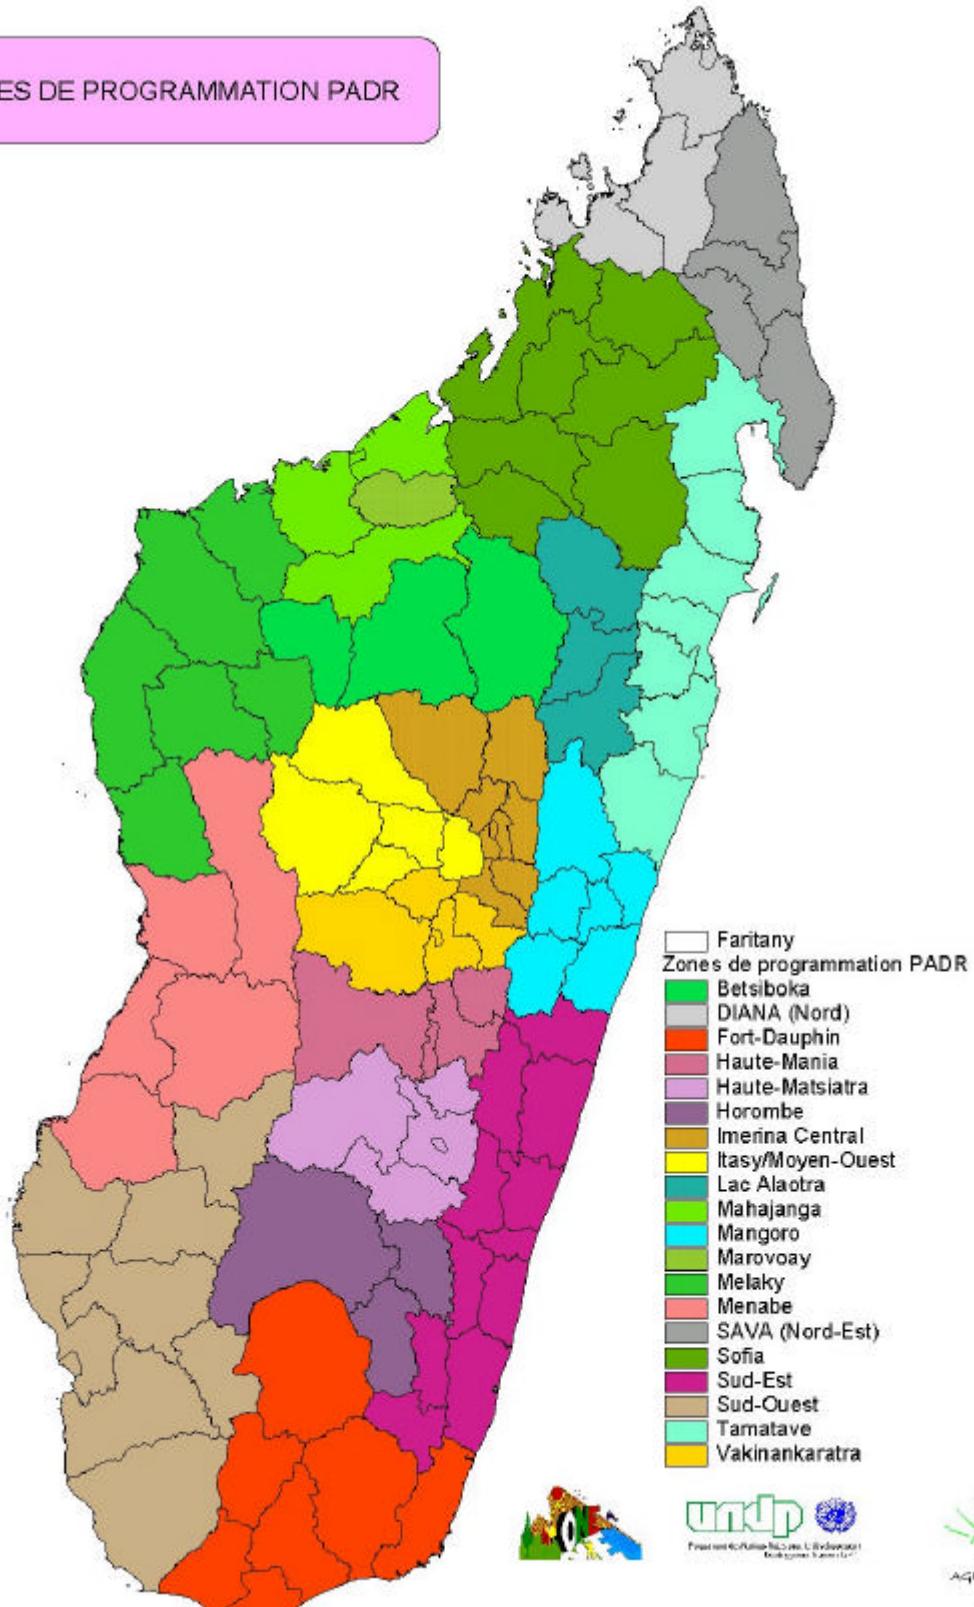 ES DE PROGRAMMATION PADR
Faritany
Zones de programmation PADR
Betsiboka
DIANA (Nord)
Fort-Dauphin
Haute-Mania
Haute-Matsiatra
Horombe
Imerina Central
Itasy/Moyen-Ouest
Lac Alaotra
Mahajanga
Mangoro
Marovoay
Melaky
Menabe
SAVA (Nord-Est)
Sofia
Sud-Est
Sud-Ouest
Tamatave
Vakinankaratra
ONE
undp
AG